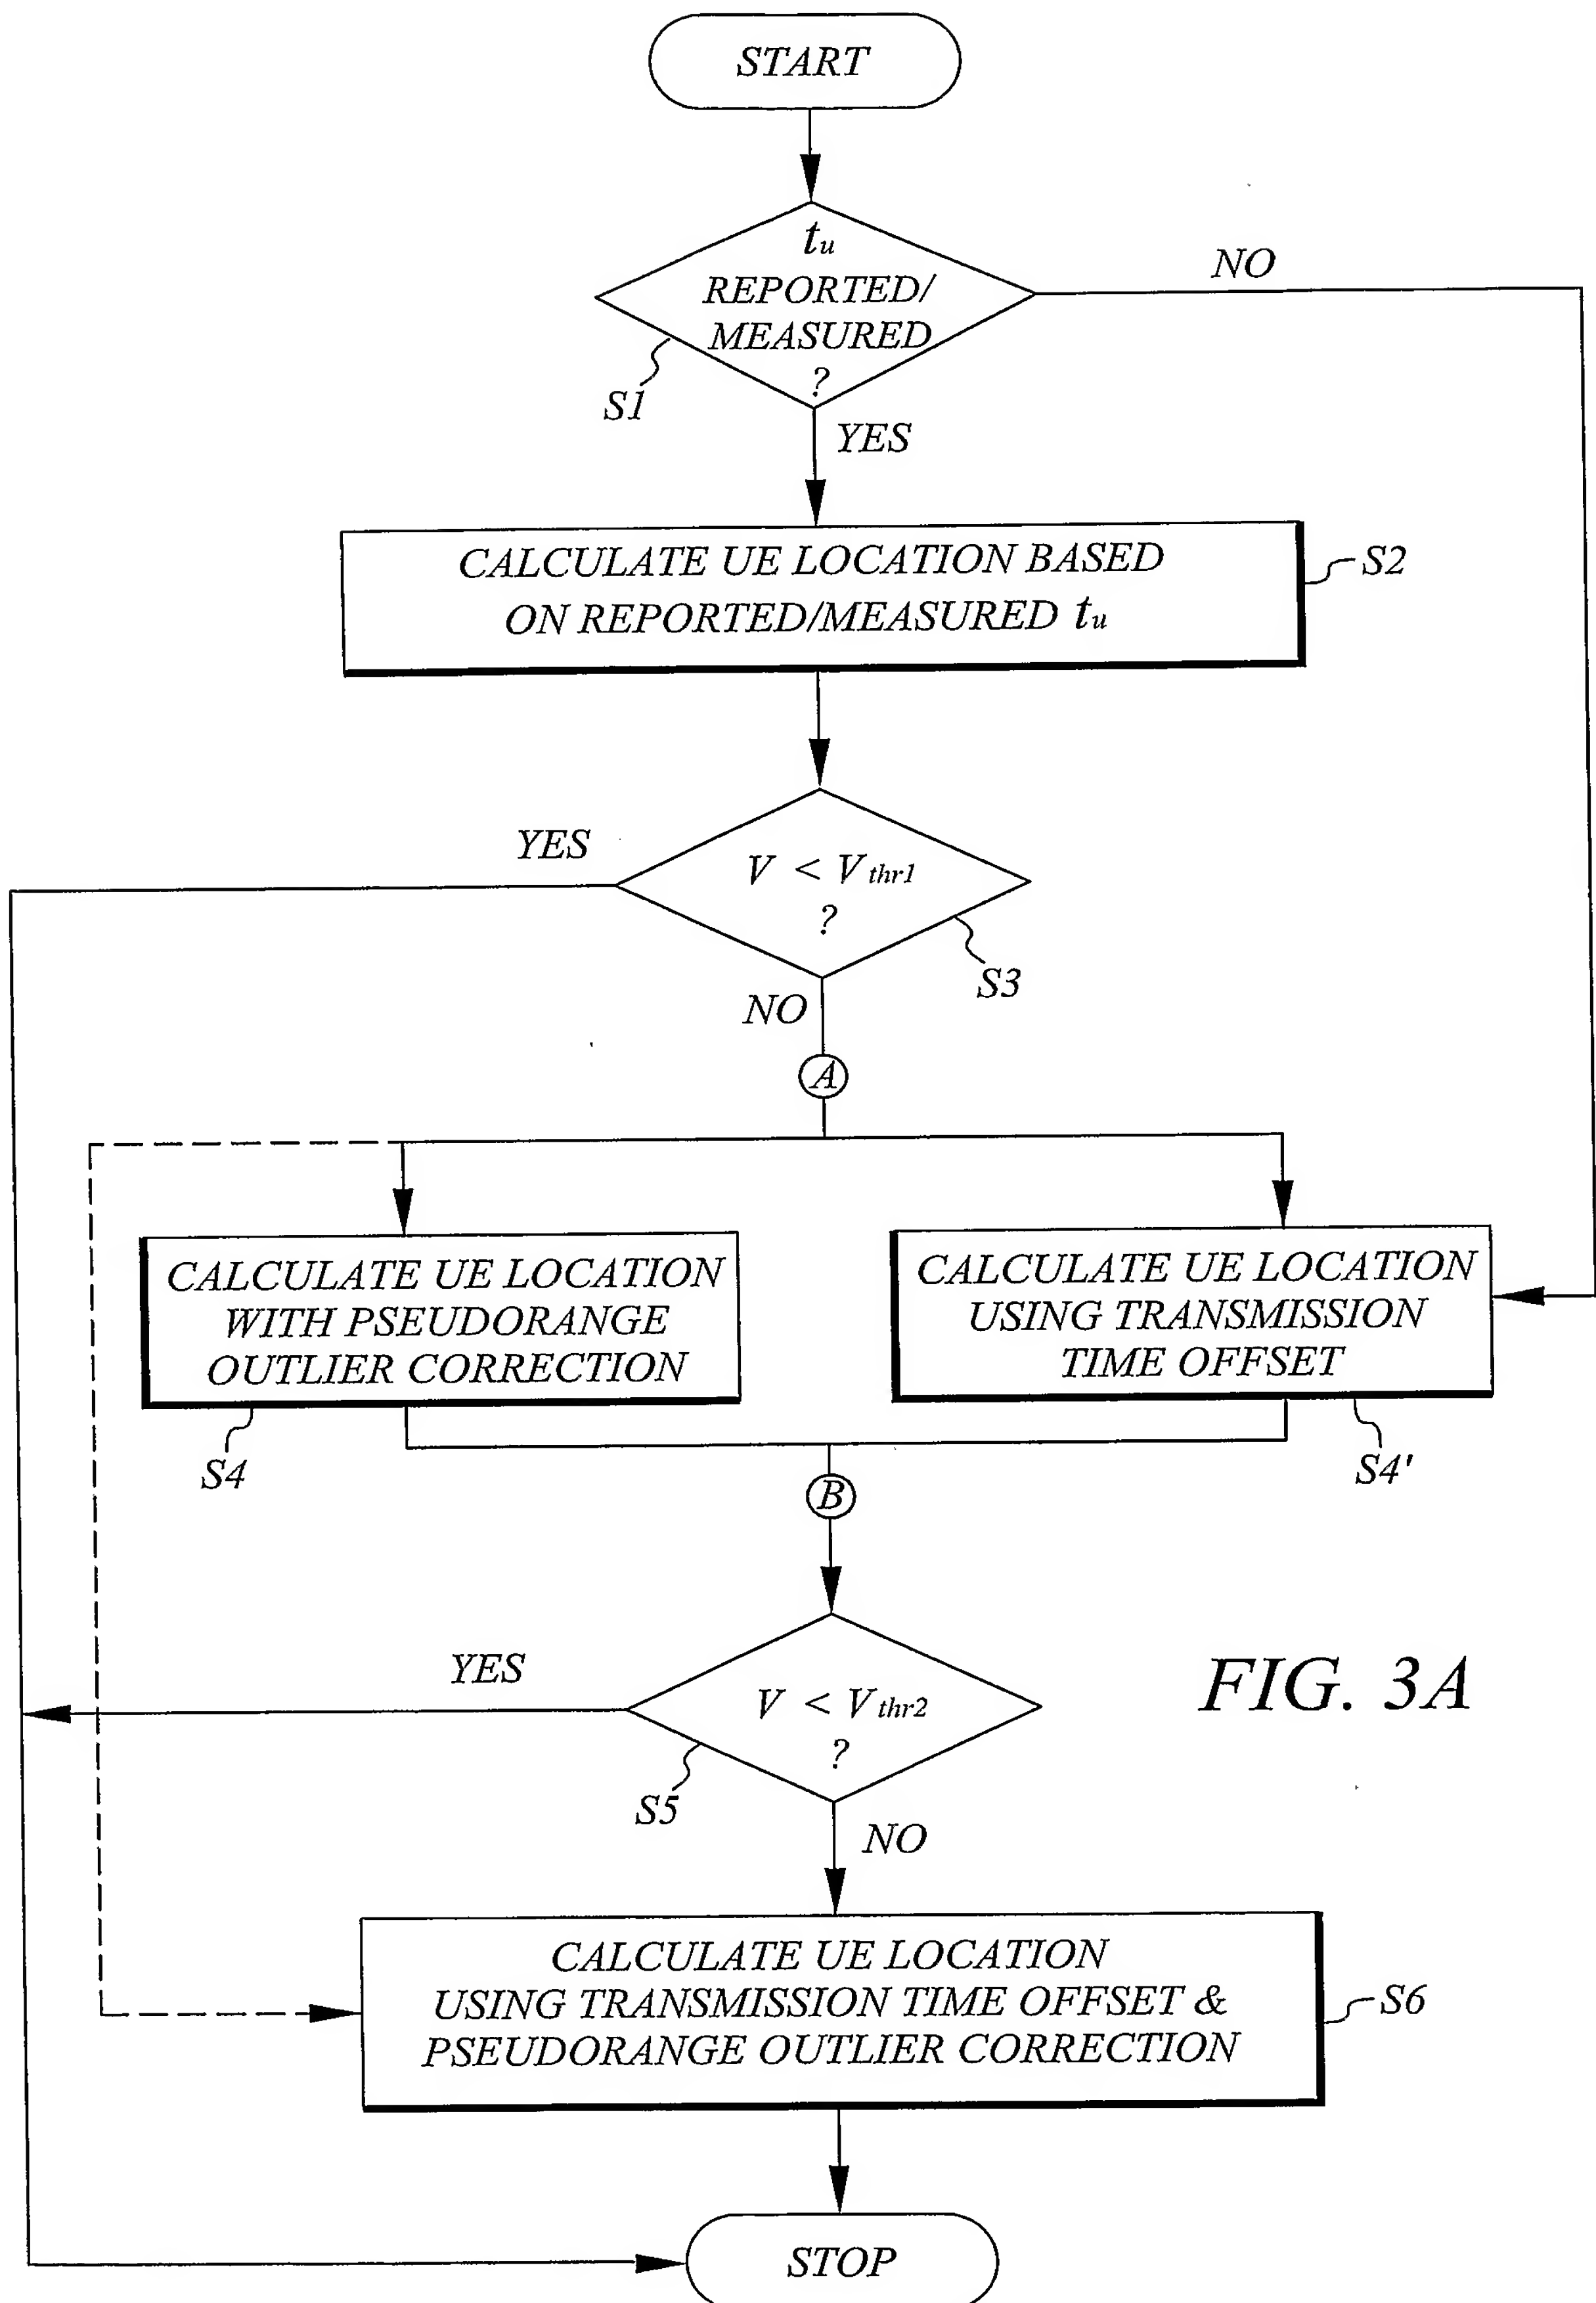 START
tu
REPORTED/
MEASURED
?
NO
S1
YES
CALCULATE UE LOCATION BASED
ON REPORTED/MEASURED tu
S2
YES
V < Vthr1
?
S3
NO
A
CALCULATE UE LOCATION
WITH PSEUDORANGE
OUTLIER CORRECTION
S4
CALCULATE UE LOCATION
USING TRANSMISSION
TIME OFFSET
S4'
B
YES
V < Vthr2
?
S5
NO
FIG. 3A
CALCULATE UE LOCATION
USING TRANSMISSION TIME OFFSET &
PSEUDORANGE OUTLIER CORRECTION
S6
STOP